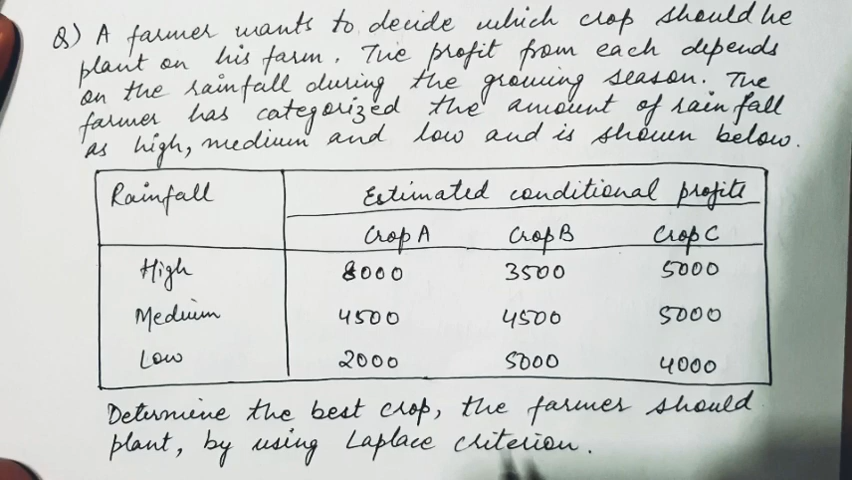 Q) A farmer wants to decide which crop should he
plant on his farm. The profit from each depends
on the rainfall during the growing season. The
farmer has categorized the amount of rainfall
as high, medium and low and is shown below.
Rainfall Estimated conditional profits
Crop A Crop B Crop C
High 8000 3500 5000
Medium 4500 4500 5000
Low 2000 5000 4000
Determine the best crop, the farmer should
plant, by using Laplace criterion.